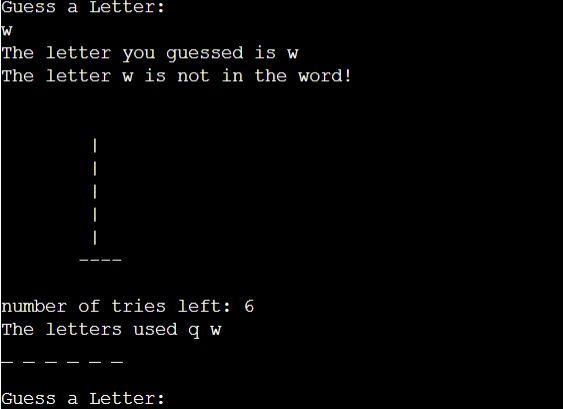 Guess a Letter:
w
The letter you guessed is w
The letter w is not in the word!
|
|
|
|
|
----
number of tries left: 6
The letters used q w
_ _ _ _ _ _
Guess a Letter: